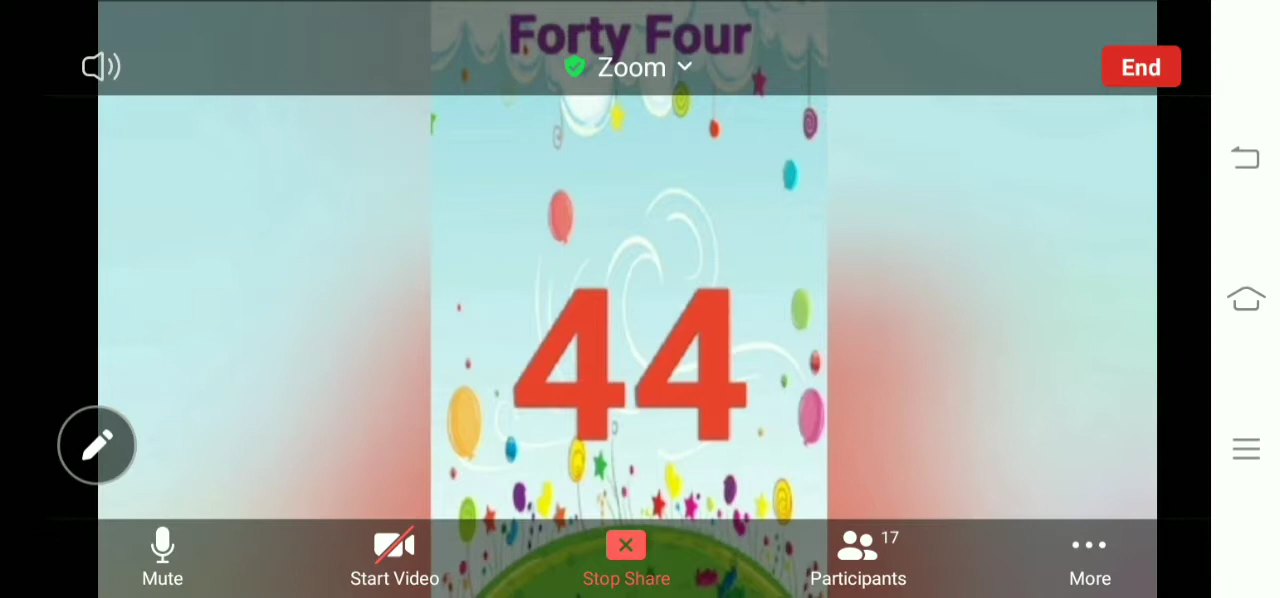 Forty Four
Zoom
End
44
17
Mute
Start Video
Stop Share
Participants
More